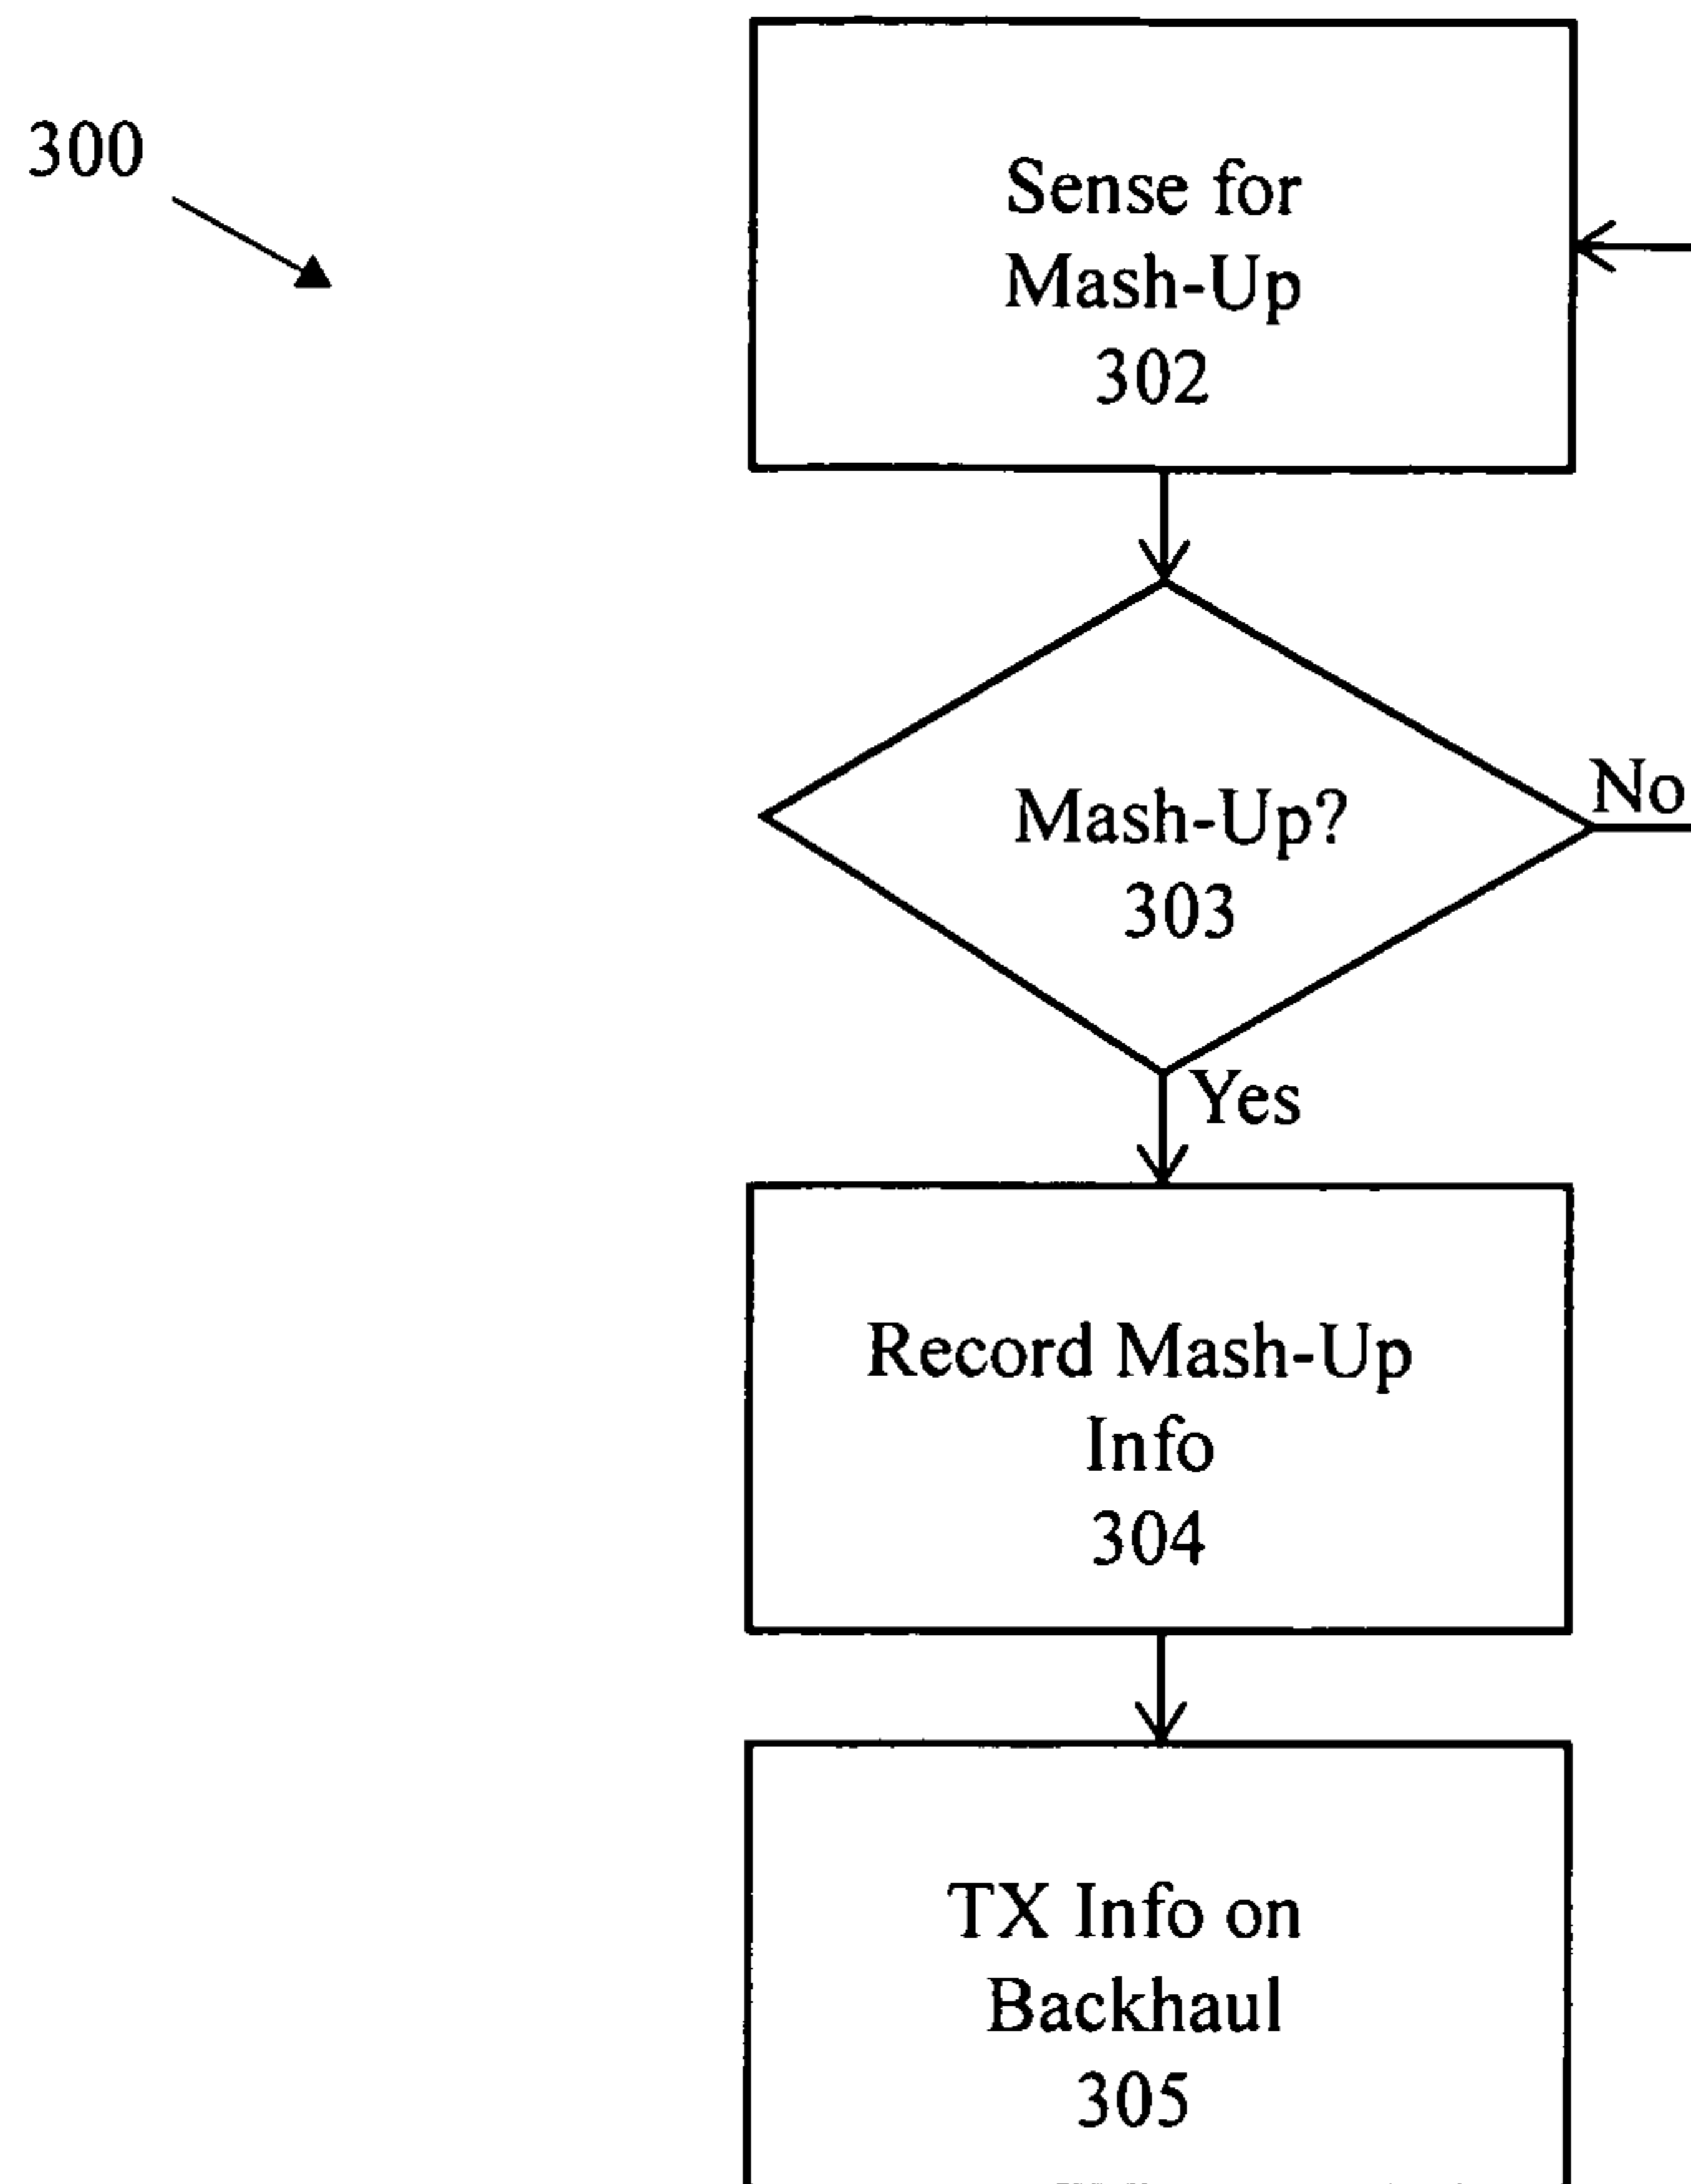 300
Sense for
Mash-Up
302
Mash-Up?
303
No
Yes
Record Mash-Up
Info
304
TX Info on
Backhaul
305